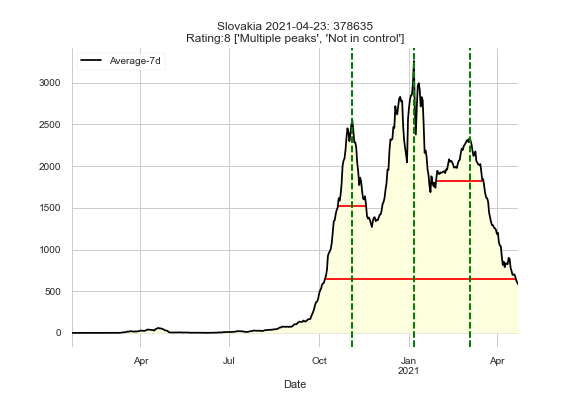 Slovakia 2021-04-23: 378635
Rating:8 ['Multiple peaks', 'Not in control']
Average-7d
3000
2500
2000
1500
1000
500
0
Apr
Jul
Oct
Jan
2021
Apr
Date